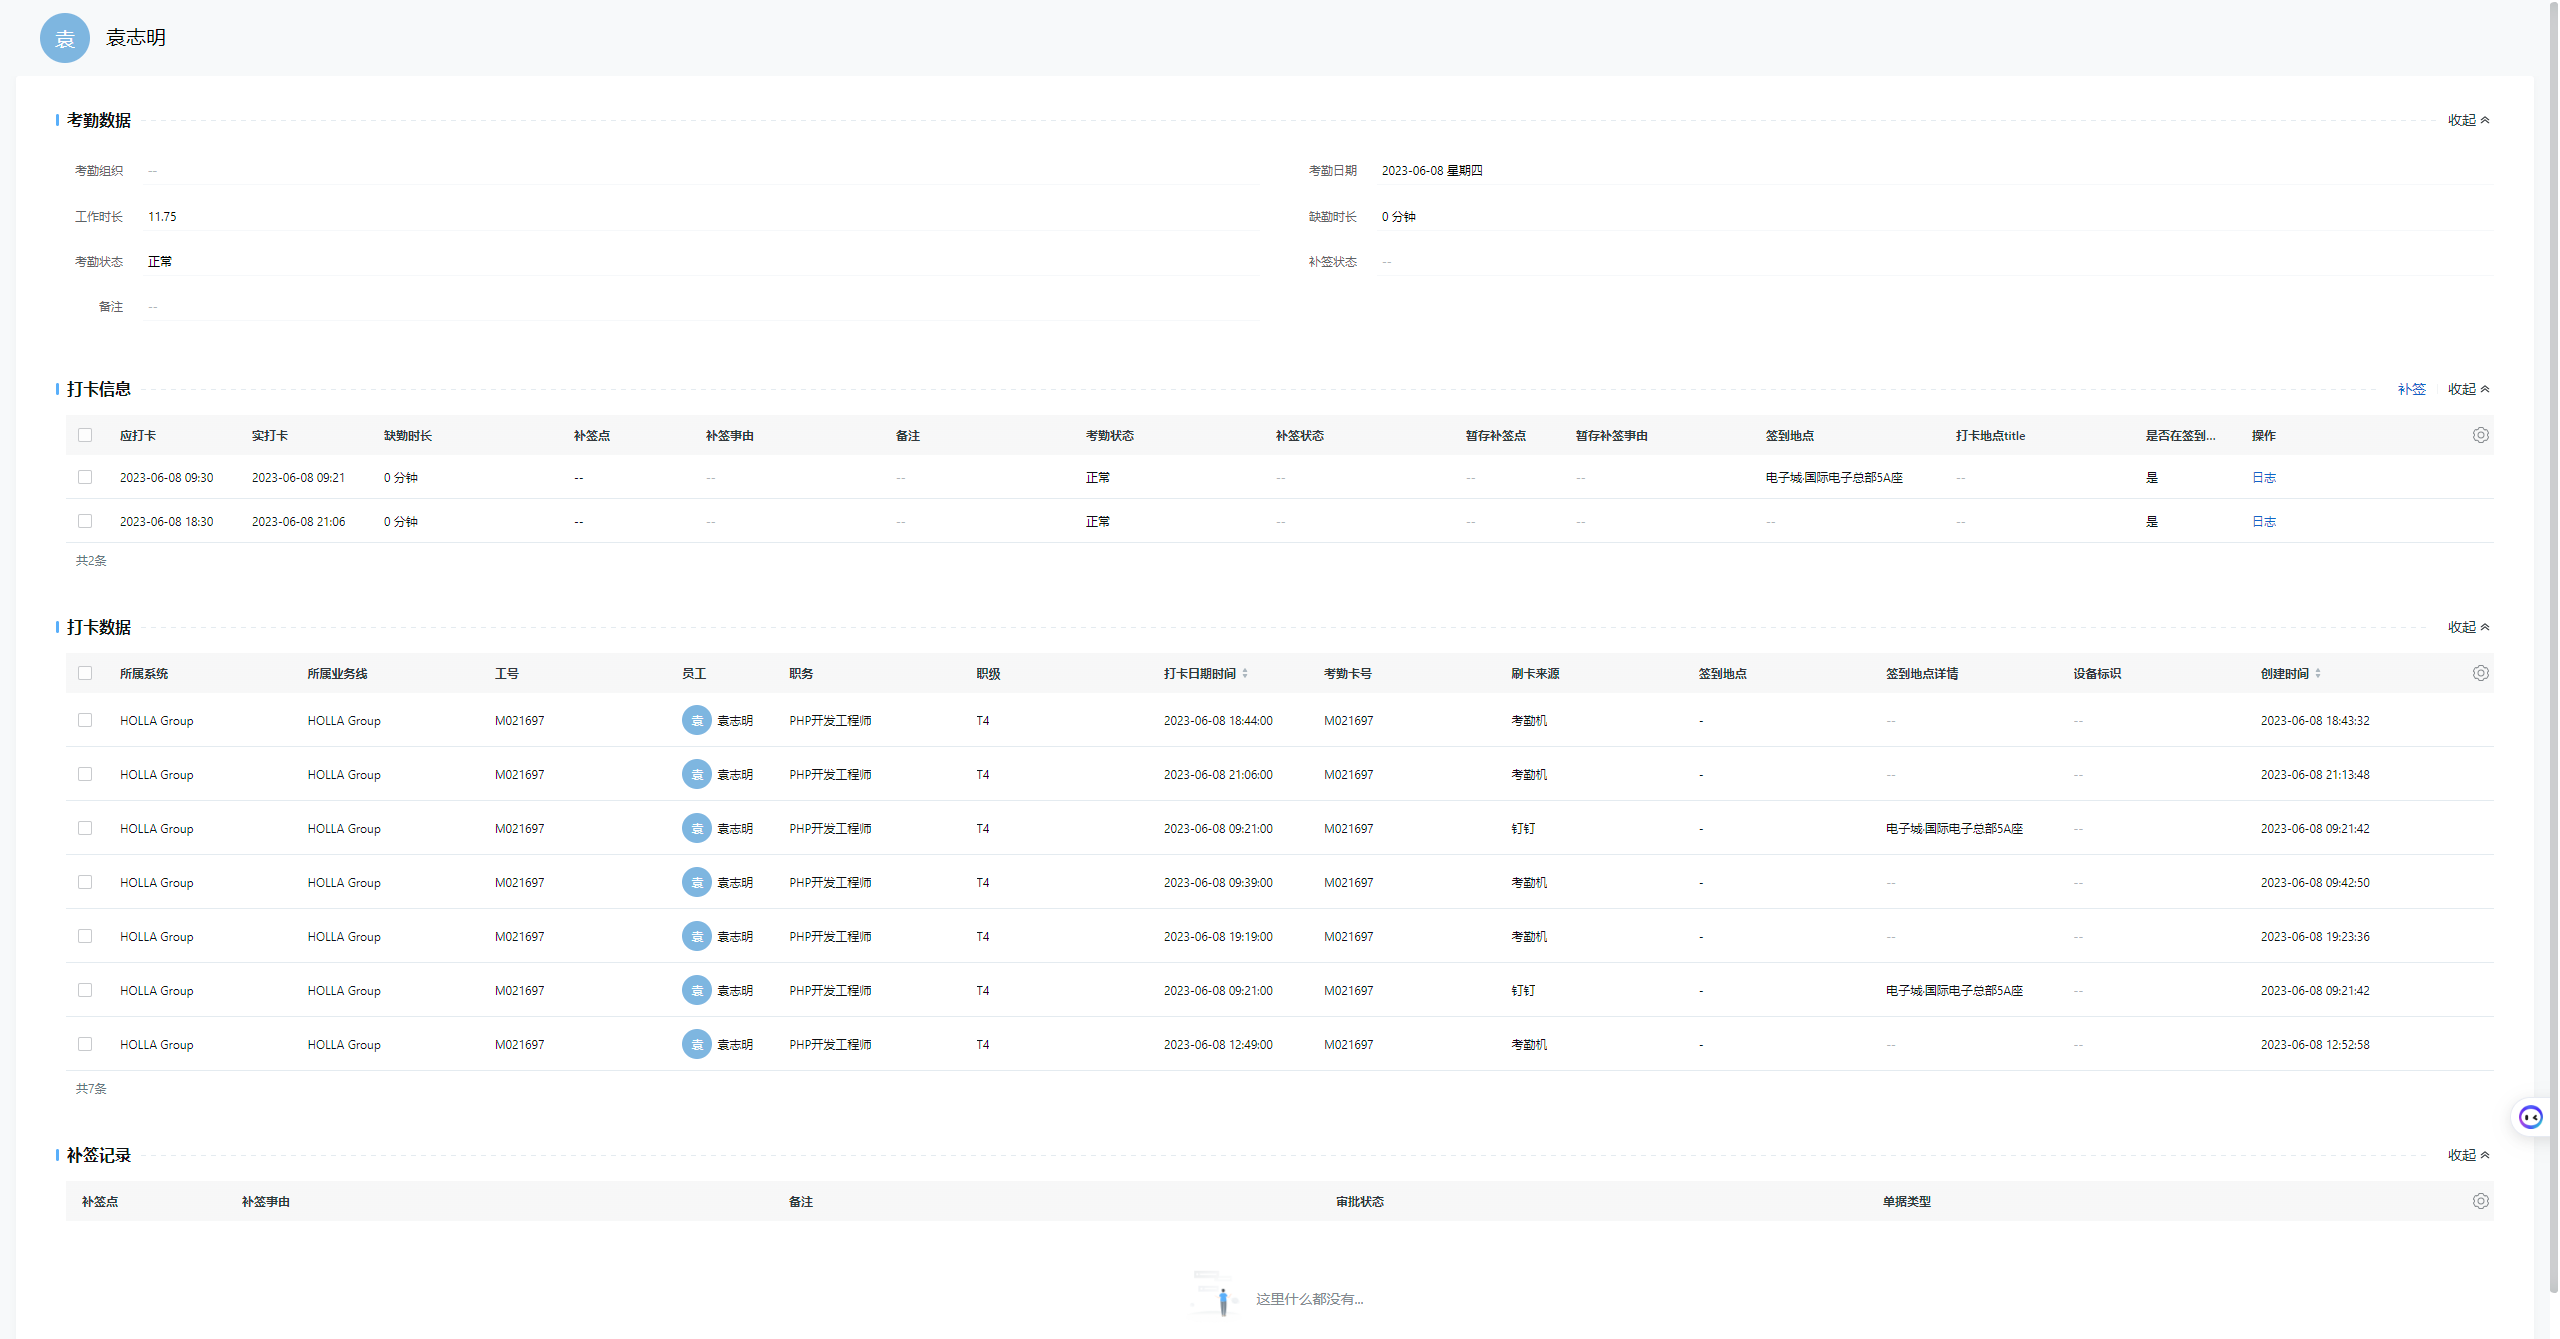 袁 袁志明
考勤数据 收起
考勤组织 -- 考勤日期 2023-06-08 星期四
工作时长 11.75 缺勤时长 0 分钟
考勤状态 正常 补签状态 --
备注 --
打卡信息 补签 收起
应打卡 实打卡 缺勤时长 补签点 补签事由 备注 考勤状态 补签状态 暂存补签点 暂存补签事由 签到地点 打卡地点title 是否在签到... 操作
2023-06-08 09:30 2023-06-08 09:21 0 分钟 -- -- -- 正常 -- -- -- 电子城·国际电子总部5A座 -- 是 日志
2023-06-08 18:30 2023-06-08 21:06 0 分钟 -- -- -- 正常 -- -- -- -- -- 是 日志
共2条
打卡数据 收起
所属系统 所属业务线 工号 员工 职务 职级 打卡日期时间 考勤卡号 刷卡来源 签到地点 签到地点详情 设备标识 创建时间
HOLLA Group HOLLA Group M021697 袁 袁志明 PHP开发工程师 T4 2023-06-08 18:44:00 M021697 考勤机 - -- -- 2023-06-08 18:43:32
HOLLA Group HOLLA Group M021697 袁 袁志明 PHP开发工程师 T4 2023-06-08 21:06:00 M021697 考勤机 - -- -- 2023-06-08 21:13:48
HOLLA Group HOLLA Group M021697 袁 袁志明 PHP开发工程师 T4 2023-06-08 09:21:00 M021697 钉钉 - 电子城·国际电子总部5A座 -- 2023-06-08 09:21:42
HOLLA Group HOLLA Group M021697 袁 袁志明 PHP开发工程师 T4 2023-06-08 09:39:00 M021697 考勤机 - -- -- 2023-06-08 09:42:50
HOLLA Group HOLLA Group M021697 袁 袁志明 PHP开发工程师 T4 2023-06-08 19:19:00 M021697 考勤机 - -- -- 2023-06-08 19:23:36
HOLLA Group HOLLA Group M021697 袁 袁志明 PHP开发工程师 T4 2023-06-08 09:21:00 M021697 钉钉 - 电子城·国际电子总部5A座 -- 2023-06-08 09:21:42
HOLLA Group HOLLA Group M021697 袁 袁志明 PHP开发工程师 T4 2023-06-08 12:49:00 M021697 考勤机 - -- -- 2023-06-08 12:52:58
共7条
补签记录 收起
补签点 补签事由 备注 审批状态 单据类型
这里什么都没有...